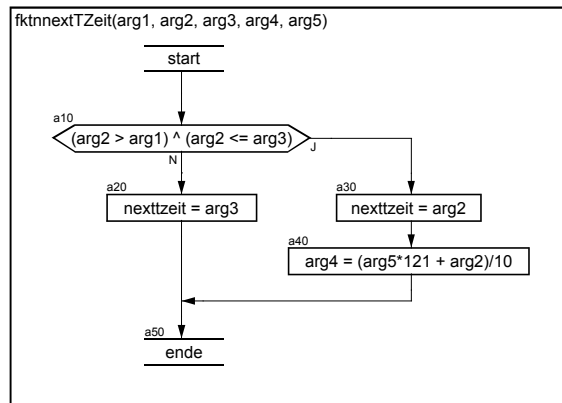 fktnnextTZeit(arg1, arg2, arg3, arg4, arg5)
start
a10
(arg2 > arg1) ^ (arg2 <= arg3)
J
N
a20
nexttzeit = arg3
a30
nexttzeit = arg2
a40
arg4 = (arg5*121 + arg2)/10
a50
ende